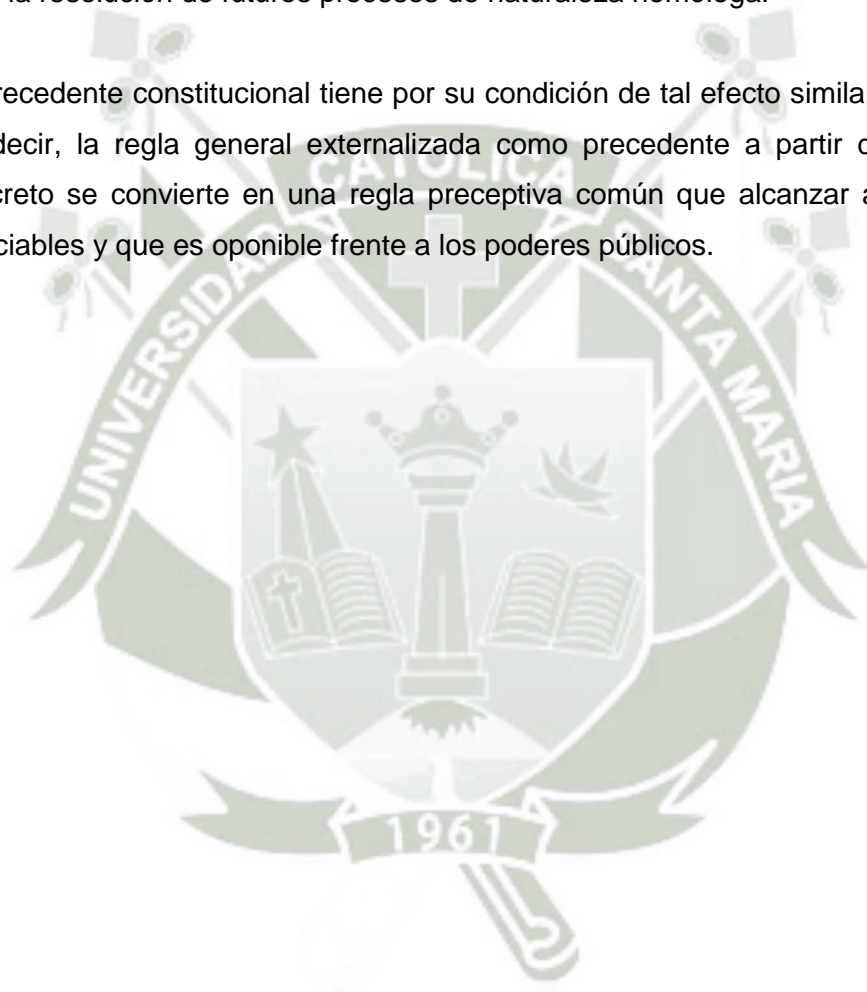 la resolución de futuros procesos de naturaleza homóloga.
recedente constitucional tiene por su condición de tal efecto simila
decir, la regla general externalizada como precedente a partir
creto se convierte en una regla preceptiva común que alcanzar a
ciables y que es oponible frente a los poderes públicos.
UNIVERSIDAD CATOLICA SANTA MARIA
1961